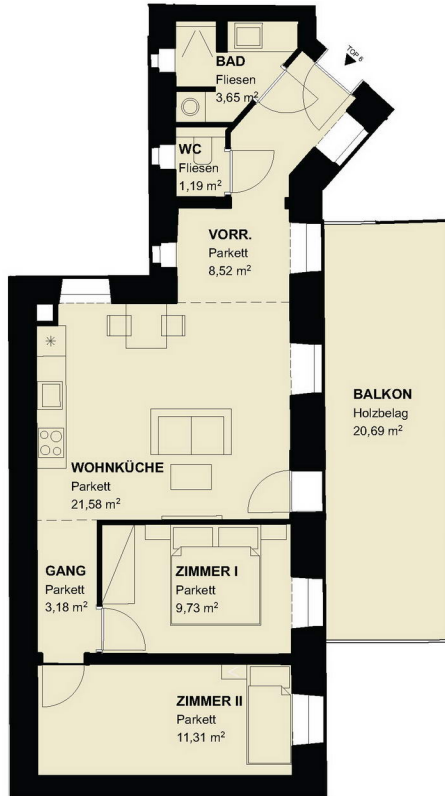 TOP 6
BAD
Fliesen
3,65 m²
WC
Fliesen
1,19 m²
VORR.
Parkett
8,52 m²
BALKON
Holzbelag
20,69 m²
WOHNKÜCHE
Parkett
21,58 m²
GANG
Parkett
3,18 m²
ZIMMER I
Parkett
9,73 m²
ZIMMER II
Parkett
11,31 m²